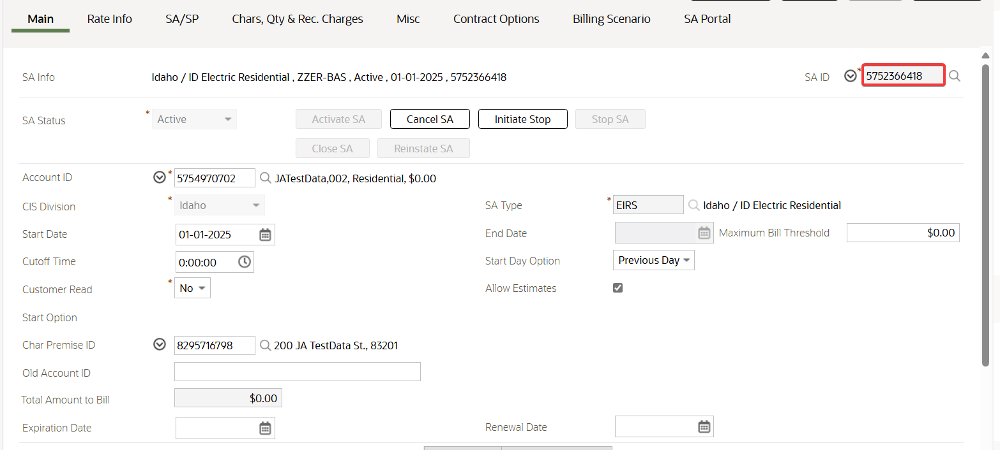 Main Rate Info SA/SP Chars, Qty & Rec. Charges Misc Contract Options Billing Scenario SA Portal
SA Info Idaho / ID Electric Residential , ZZER-BAS , Active , 01-01-2025 , 5752366418 SA ID * 5752366418
SA Status * Active Activate SA Cancel SA Initiate Stop Stop SA
Close SA Reinstate SA
Account ID * 5754970702 JATestData,002, Residential, $0.00
CIS Division * Idaho SA Type * EIRS Idaho / ID Electric Residential
Start Date 01-01-2025 End Date Maximum Bill Threshold $0.00
Cutoff Time 0:00:00 Start Day Option Previous Day
Customer Read * No Allow Estimates
Start Option
Char Premise ID 8295716798 200 JA TestData St., 83201
Old Account ID
Total Amount to Bill $0.00
Expiration Date Renewal Date